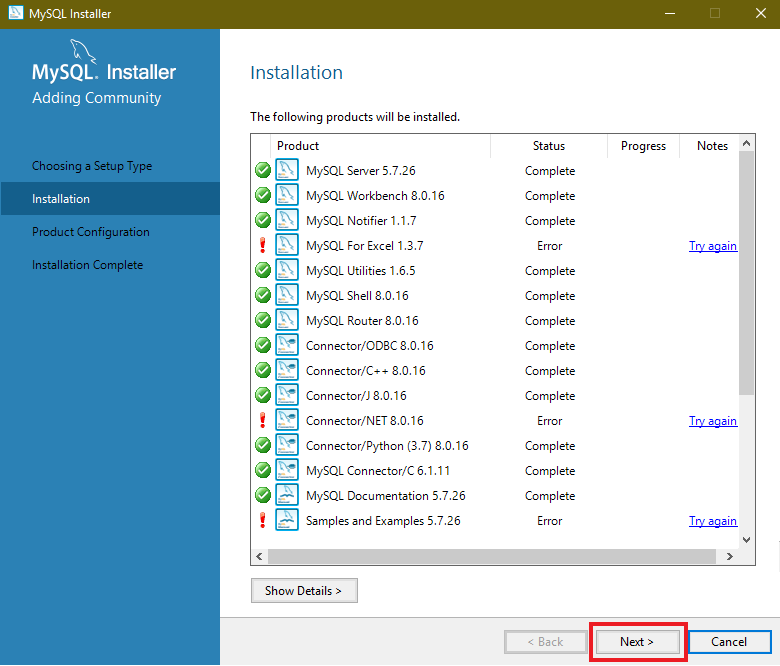 MySQL Installer
MySQL. Installer
Adding Community
Choosing a Setup Type
Installation
Product Configuration
Installation Complete
Installation
The following products will be installed.
Product Status Progress Notes
MySQL Server 5.7.26 Complete
MySQL Workbench 8.0.16 Complete
MySQL Notifier 1.1.7 Complete
MySQL For Excel 1.3.7 Error Try again
MySQL Utilities 1.6.5 Complete
MySQL Shell 8.0.16 Complete
MySQL Router 8.0.16 Complete
Connector/ODBC 8.0.16 Complete
Connector/C++ 8.0.16 Complete
Connector/J 8.0.16 Complete
Connector/NET 8.0.16 Error Try again
Connector/Python (3.7) 8.0.16 Complete
MySQL Connector/C 6.1.11 Complete
MySQL Documentation 5.7.26 Complete
Samples and Examples 5.7.26 Error Try again
Show Details >
< Back Next > Cancel